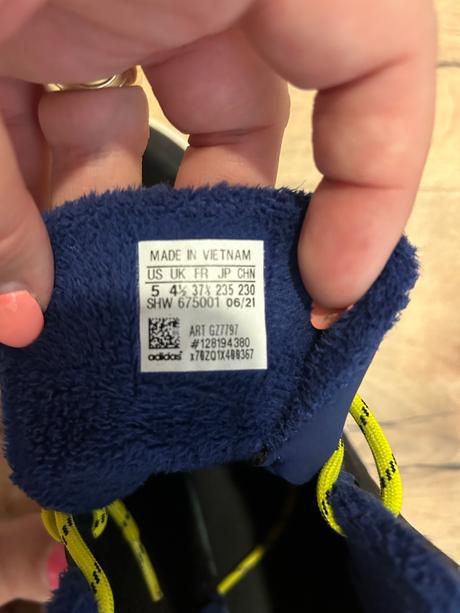 MADE IN VIETNAM
US UK FR JP CHN
5 4½ 37⅓ 235 230
SHW 675001 06/21
ART GZ7797
#128194380
adidas x70ZQ1X400367